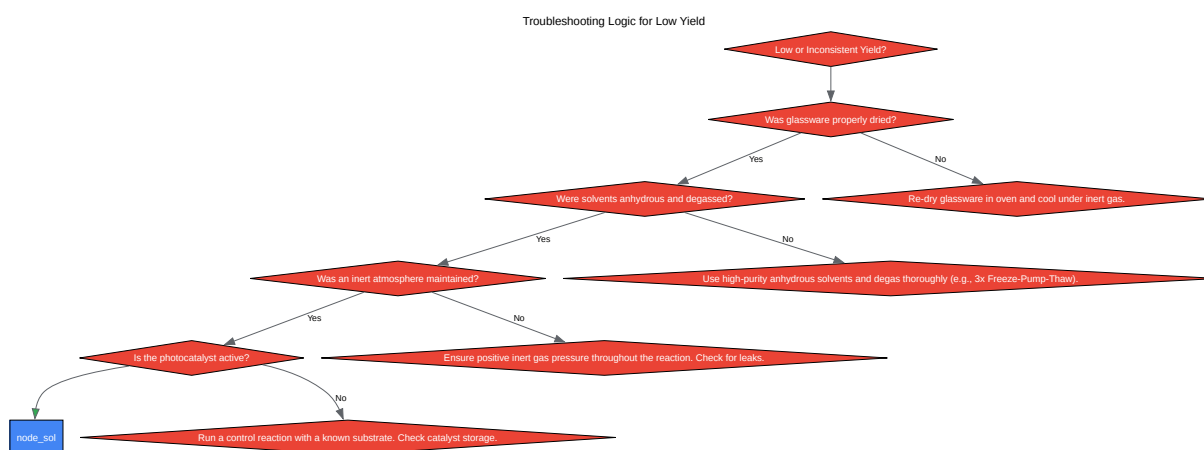 Troubleshooting Logic for Low Yield
Low or Inconsistent Yield?
Was glassware properly dried?
Yes
No
Were solvents anhydrous and degassed?
Re-dry glassware in oven and cool under inert gas.
Yes
No
Was an inert atmosphere maintained?
Use high-purity anhydrous solvents and degas thoroughly (e.g., 3x Freeze-Pump-Thaw).
Yes
No
Is the photocatalyst active?
Ensure positive inert gas pressure throughout the reaction. Check for leaks.
No
node_sol
Run a control reaction with a known substrate. Check catalyst storage.